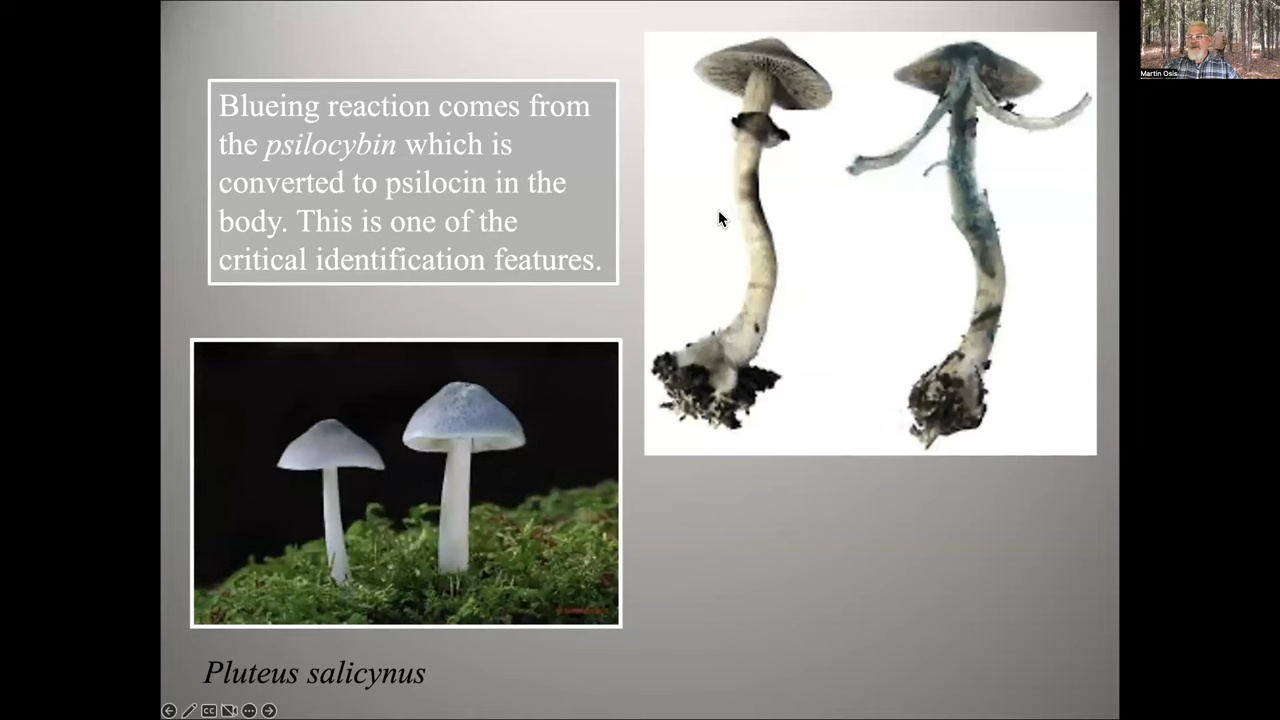 Blueing reaction comes from
the psilocybin which is
converted to psilocin in the
body. This is one of the
critical identification features.
Martin Osis
Pluteus salicynus
CC